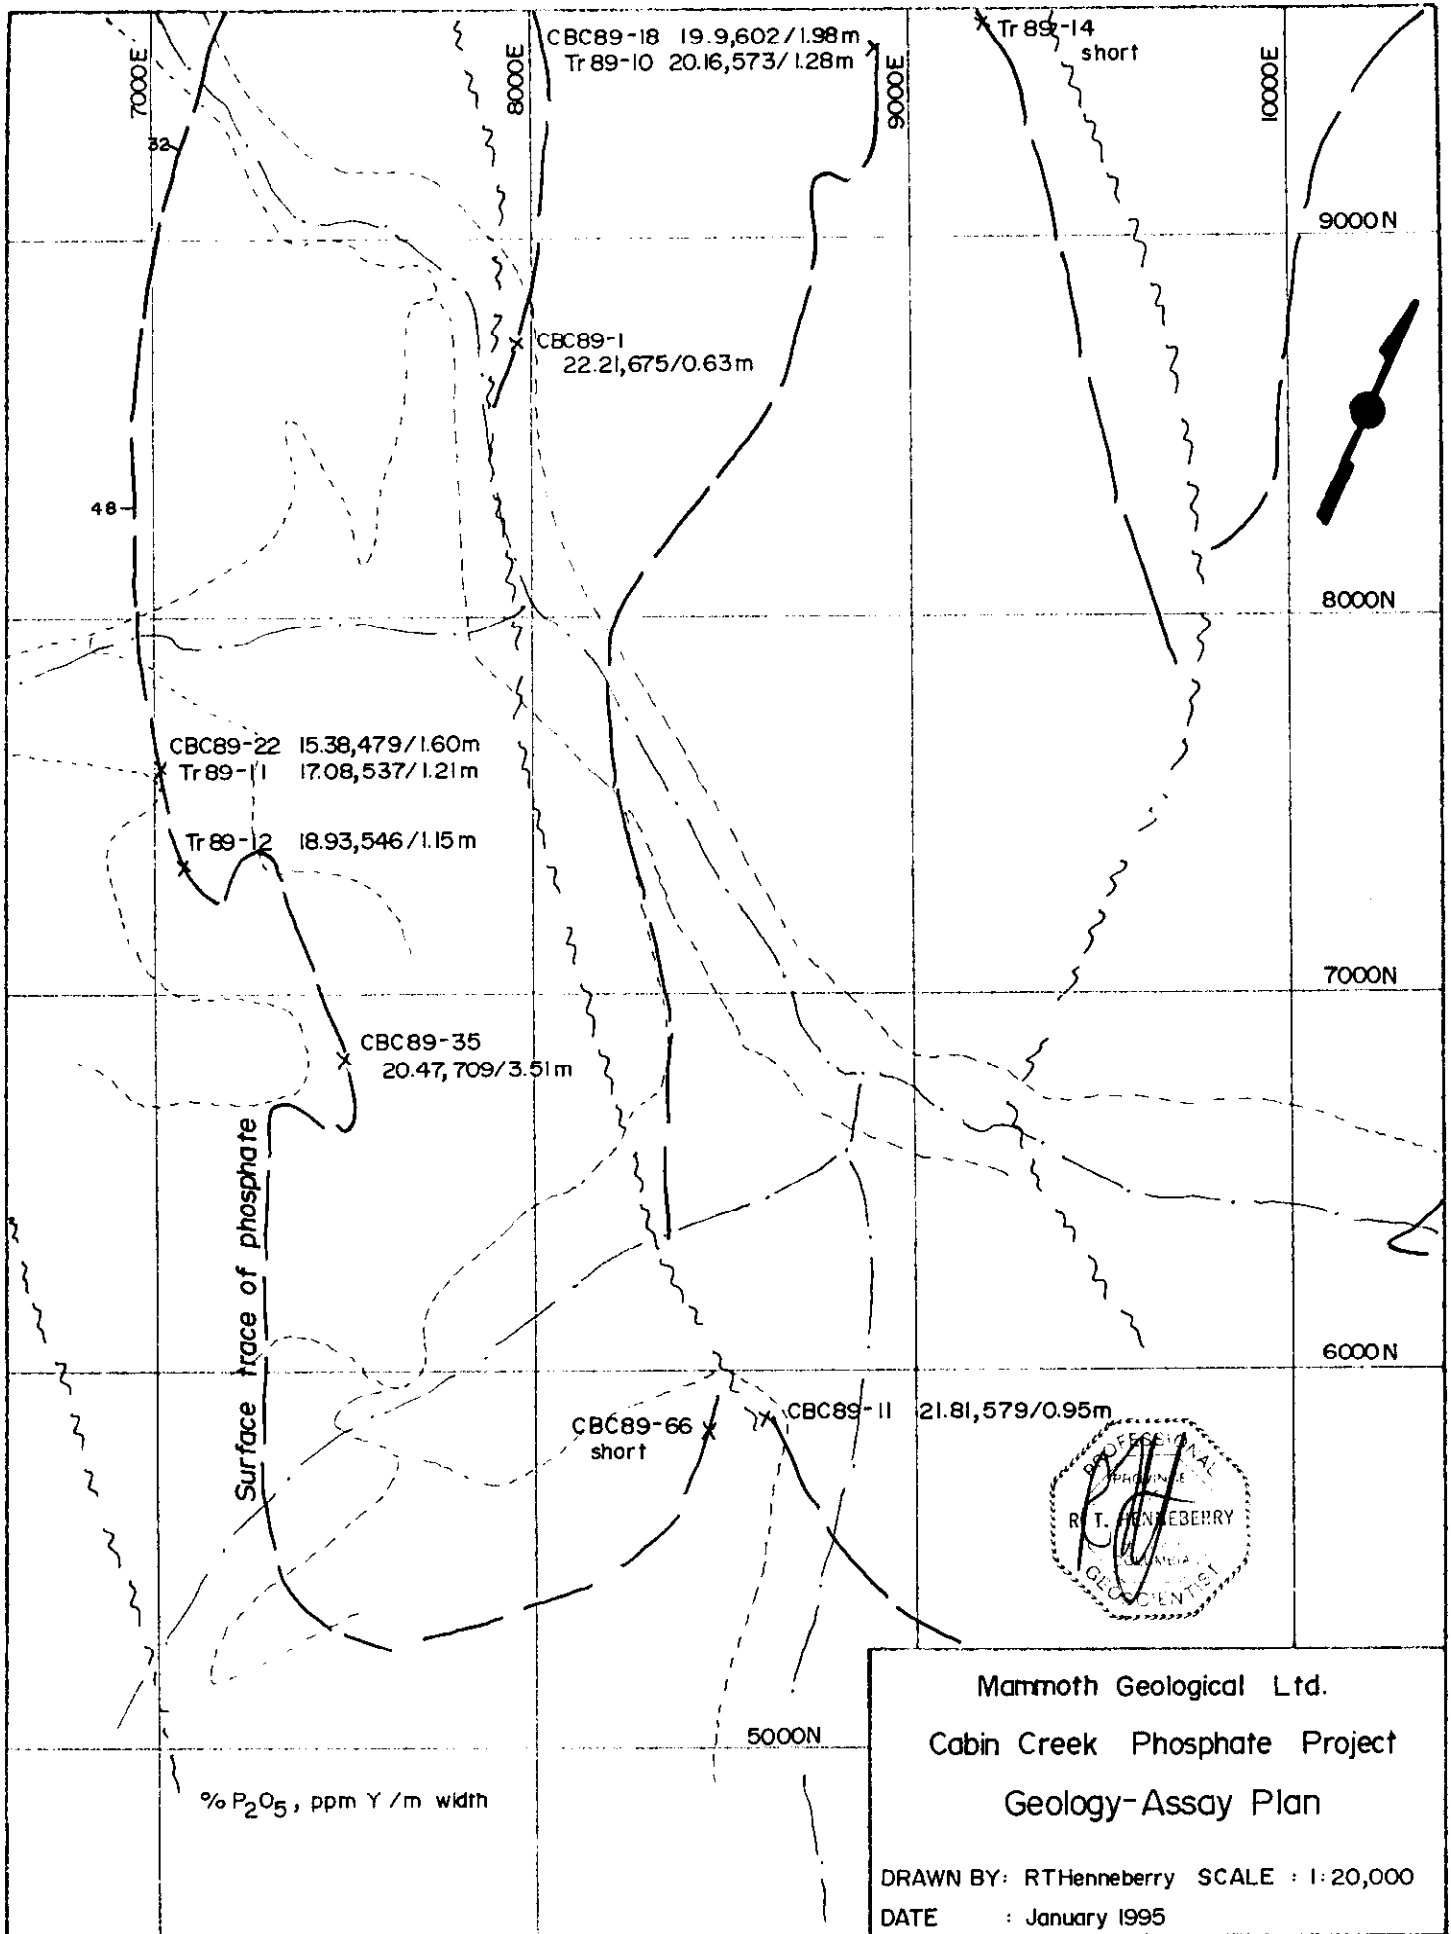 7000E
8000E
CBC89-18 19.9,602/1.98m
Tr 89-10 20.16,573/1.28m
9000E
Tr 89-14
short
10000E
32
9000N
CBC89-1
22.21,675/0.63m
48
8000N
CBC89-22 15.38,479/1.60m
Tr 89-11 17.08,537/1.21m
Tr 89-12 18.93,546/1.15m
7000N
CBC89-35
20.47,709/3.51m
Surface trace of phosphate
6000N
CBC89-66
short
CBC89-11 21.81,579/0.95m
PROFESSIONAL
PROVINCE
R. T. HENNEBERRY
COLUMBIA
GEOSCIENTIST
5000N
% P₂O₅, ppm Y /m width
Mammoth Geological Ltd.
Cabin Creek Phosphate Project
Geology-Assay Plan
DRAWN BY: RTHenneberry SCALE : 1:20,000
DATE : January 1995